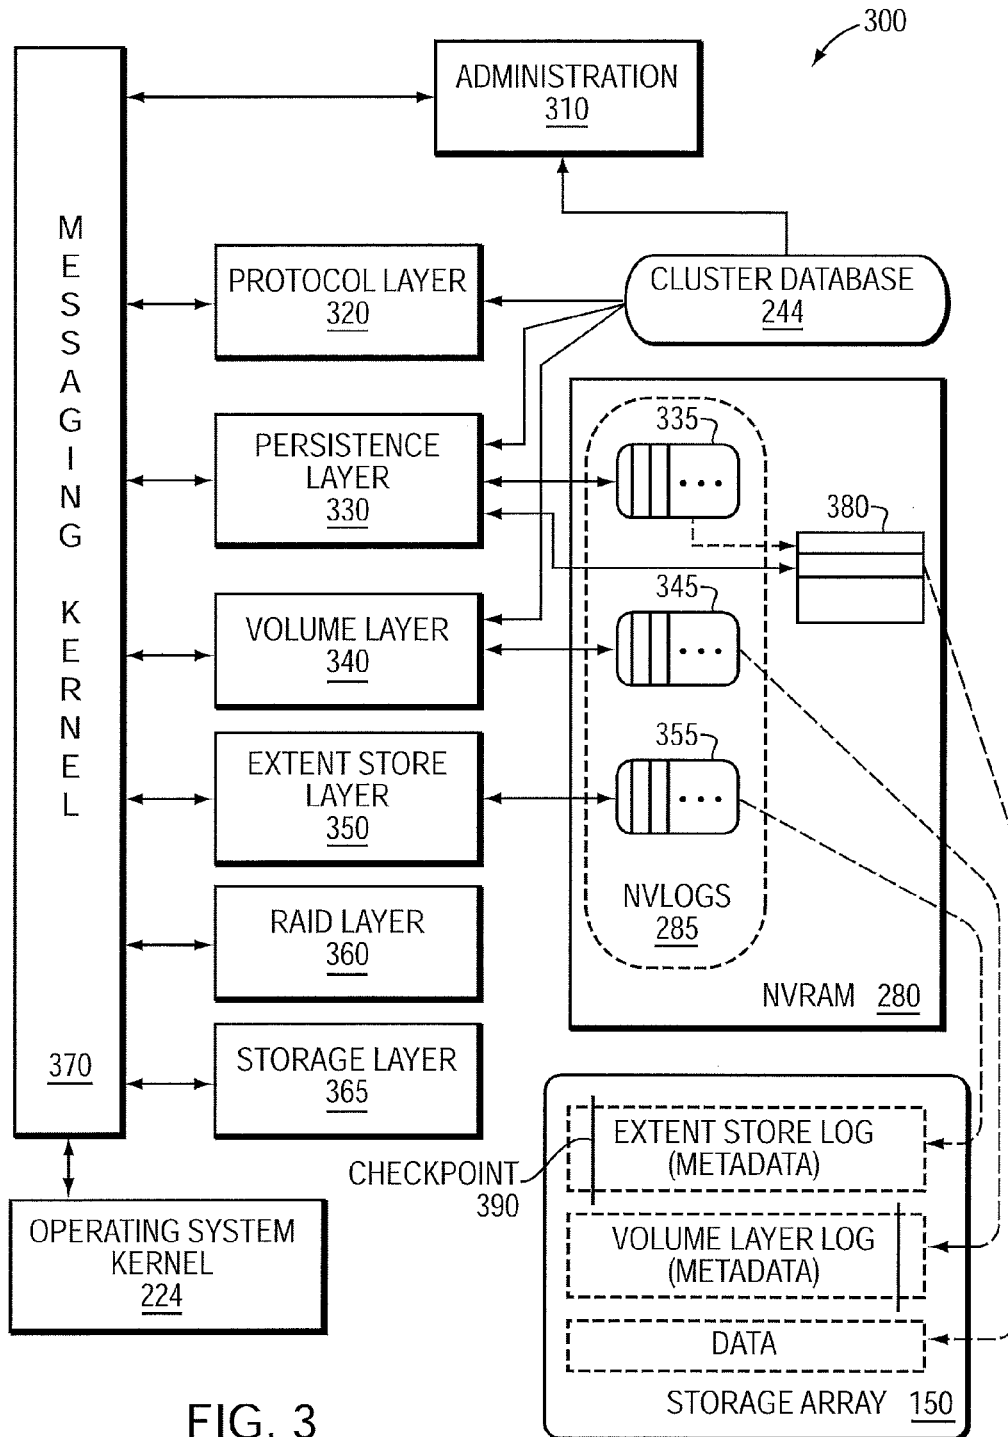 300
ADMINISTRATION
310
MESSAGING KERNEL
370
PROTOCOL LAYER
320
CLUSTER DATABASE
244
PERSISTENCE
LAYER
330
335
380
VOLUME LAYER
340
345
EXTENT STORE
LAYER
350
355
NVLOGS
285
RAID LAYER
360
NVRAM 280
STORAGE LAYER
365
CHECKPOINT
390
EXTENT STORE LOG
(METADATA)
VOLUME LAYER LOG
(METADATA)
DATA
STORAGE ARRAY 150
OPERATING SYSTEM
KERNEL
224
FIG. 3